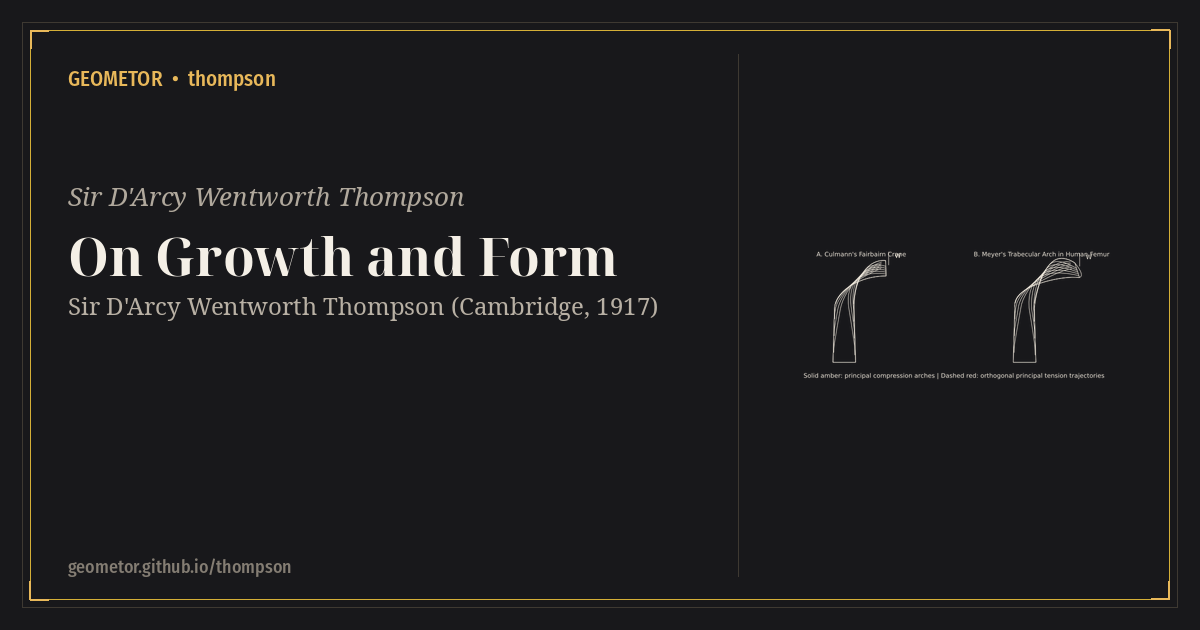 GEOMETOR • thompson
Sir D'Arcy Wentworth Thompson
On Growth and Form
Sir D'Arcy Wentworth Thompson (Cambridge, 1917)
A. Culmann's Fairbairn Crane
W
B. Meyer's Trabecular Arch in Human Femur
W
Solid amber: principal compression arches | Dashed red: orthogonal principal tension trajectories
geometor.github.io/thompson